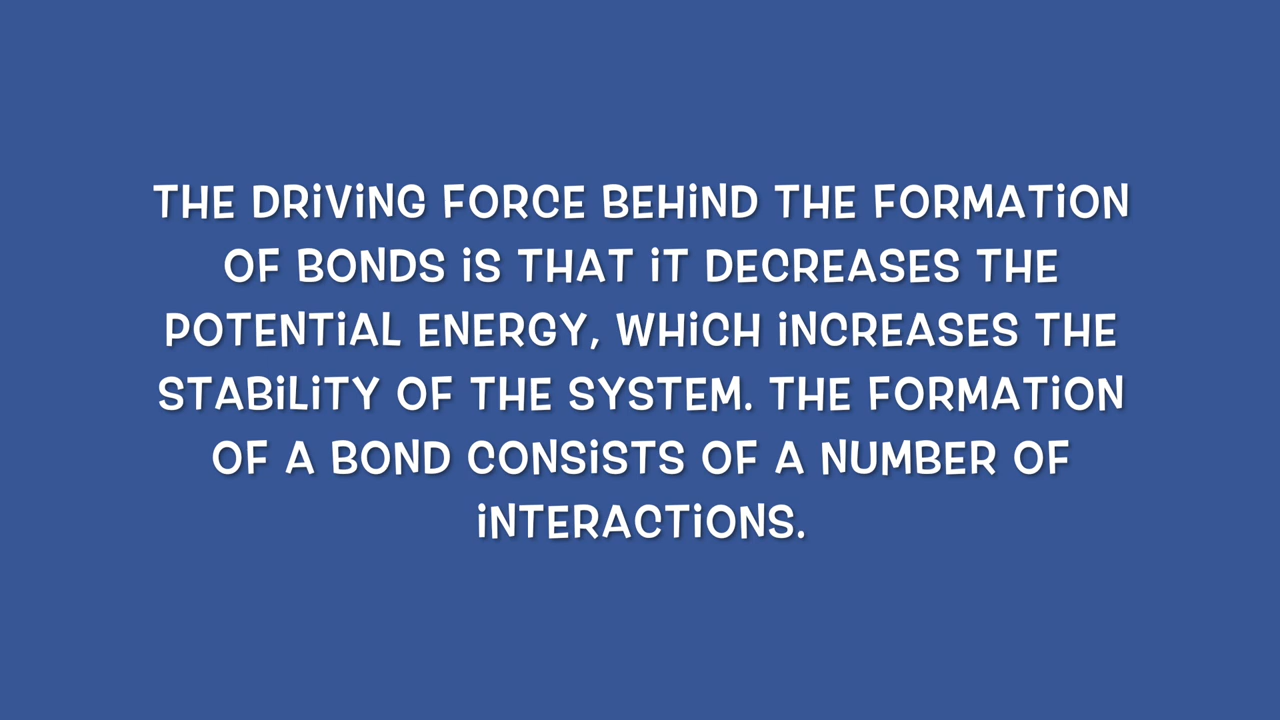 THE DRiViNG FORCE BEHiND THE FORMATiON
OF BONDS iS THAT iT DECREASES THE
POTENTiAL ENERGY, WHiCH iNCREASES THE
STABiLiTY OF THE SYSTEM. THE FORMATiON
OF A BOND CONSiSTS OF A NUMBER OF
iNTERACTiONS.